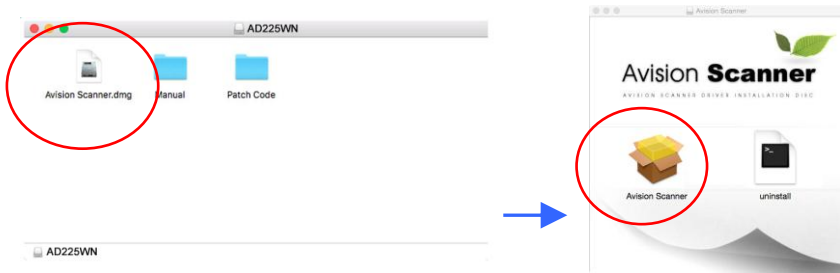 AD225WN
Avision Scanner.dmg
Manual
Patch Code
AD225WN
Avision Scanner
Avision Scanner
AVISION SCANNER DRIVER INSTALLATION DISC
>_
Avision Scanner
uninstall